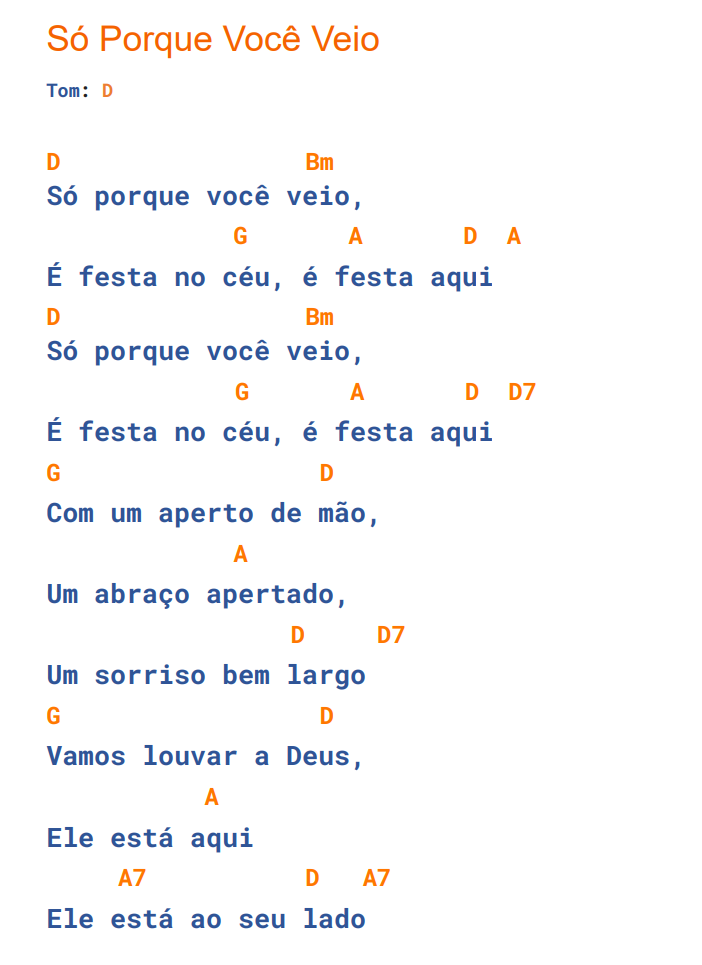 Só Porque Você Veio
Tom: D
D                 Bm
Só porque você veio,
             G       A       D  A
É festa no céu, é festa aqui
D                 Bm
Só porque você veio,
             G       A       D  D7
É festa no céu, é festa aqui
G                  D
Com um aperto de mão,
             A
Um abraço apertado,
                 D     D7
Um sorriso bem largo
G                  D
Vamos louvar a Deus,
           A
Ele está aqui
     A7           D   A7
Ele está ao seu lado